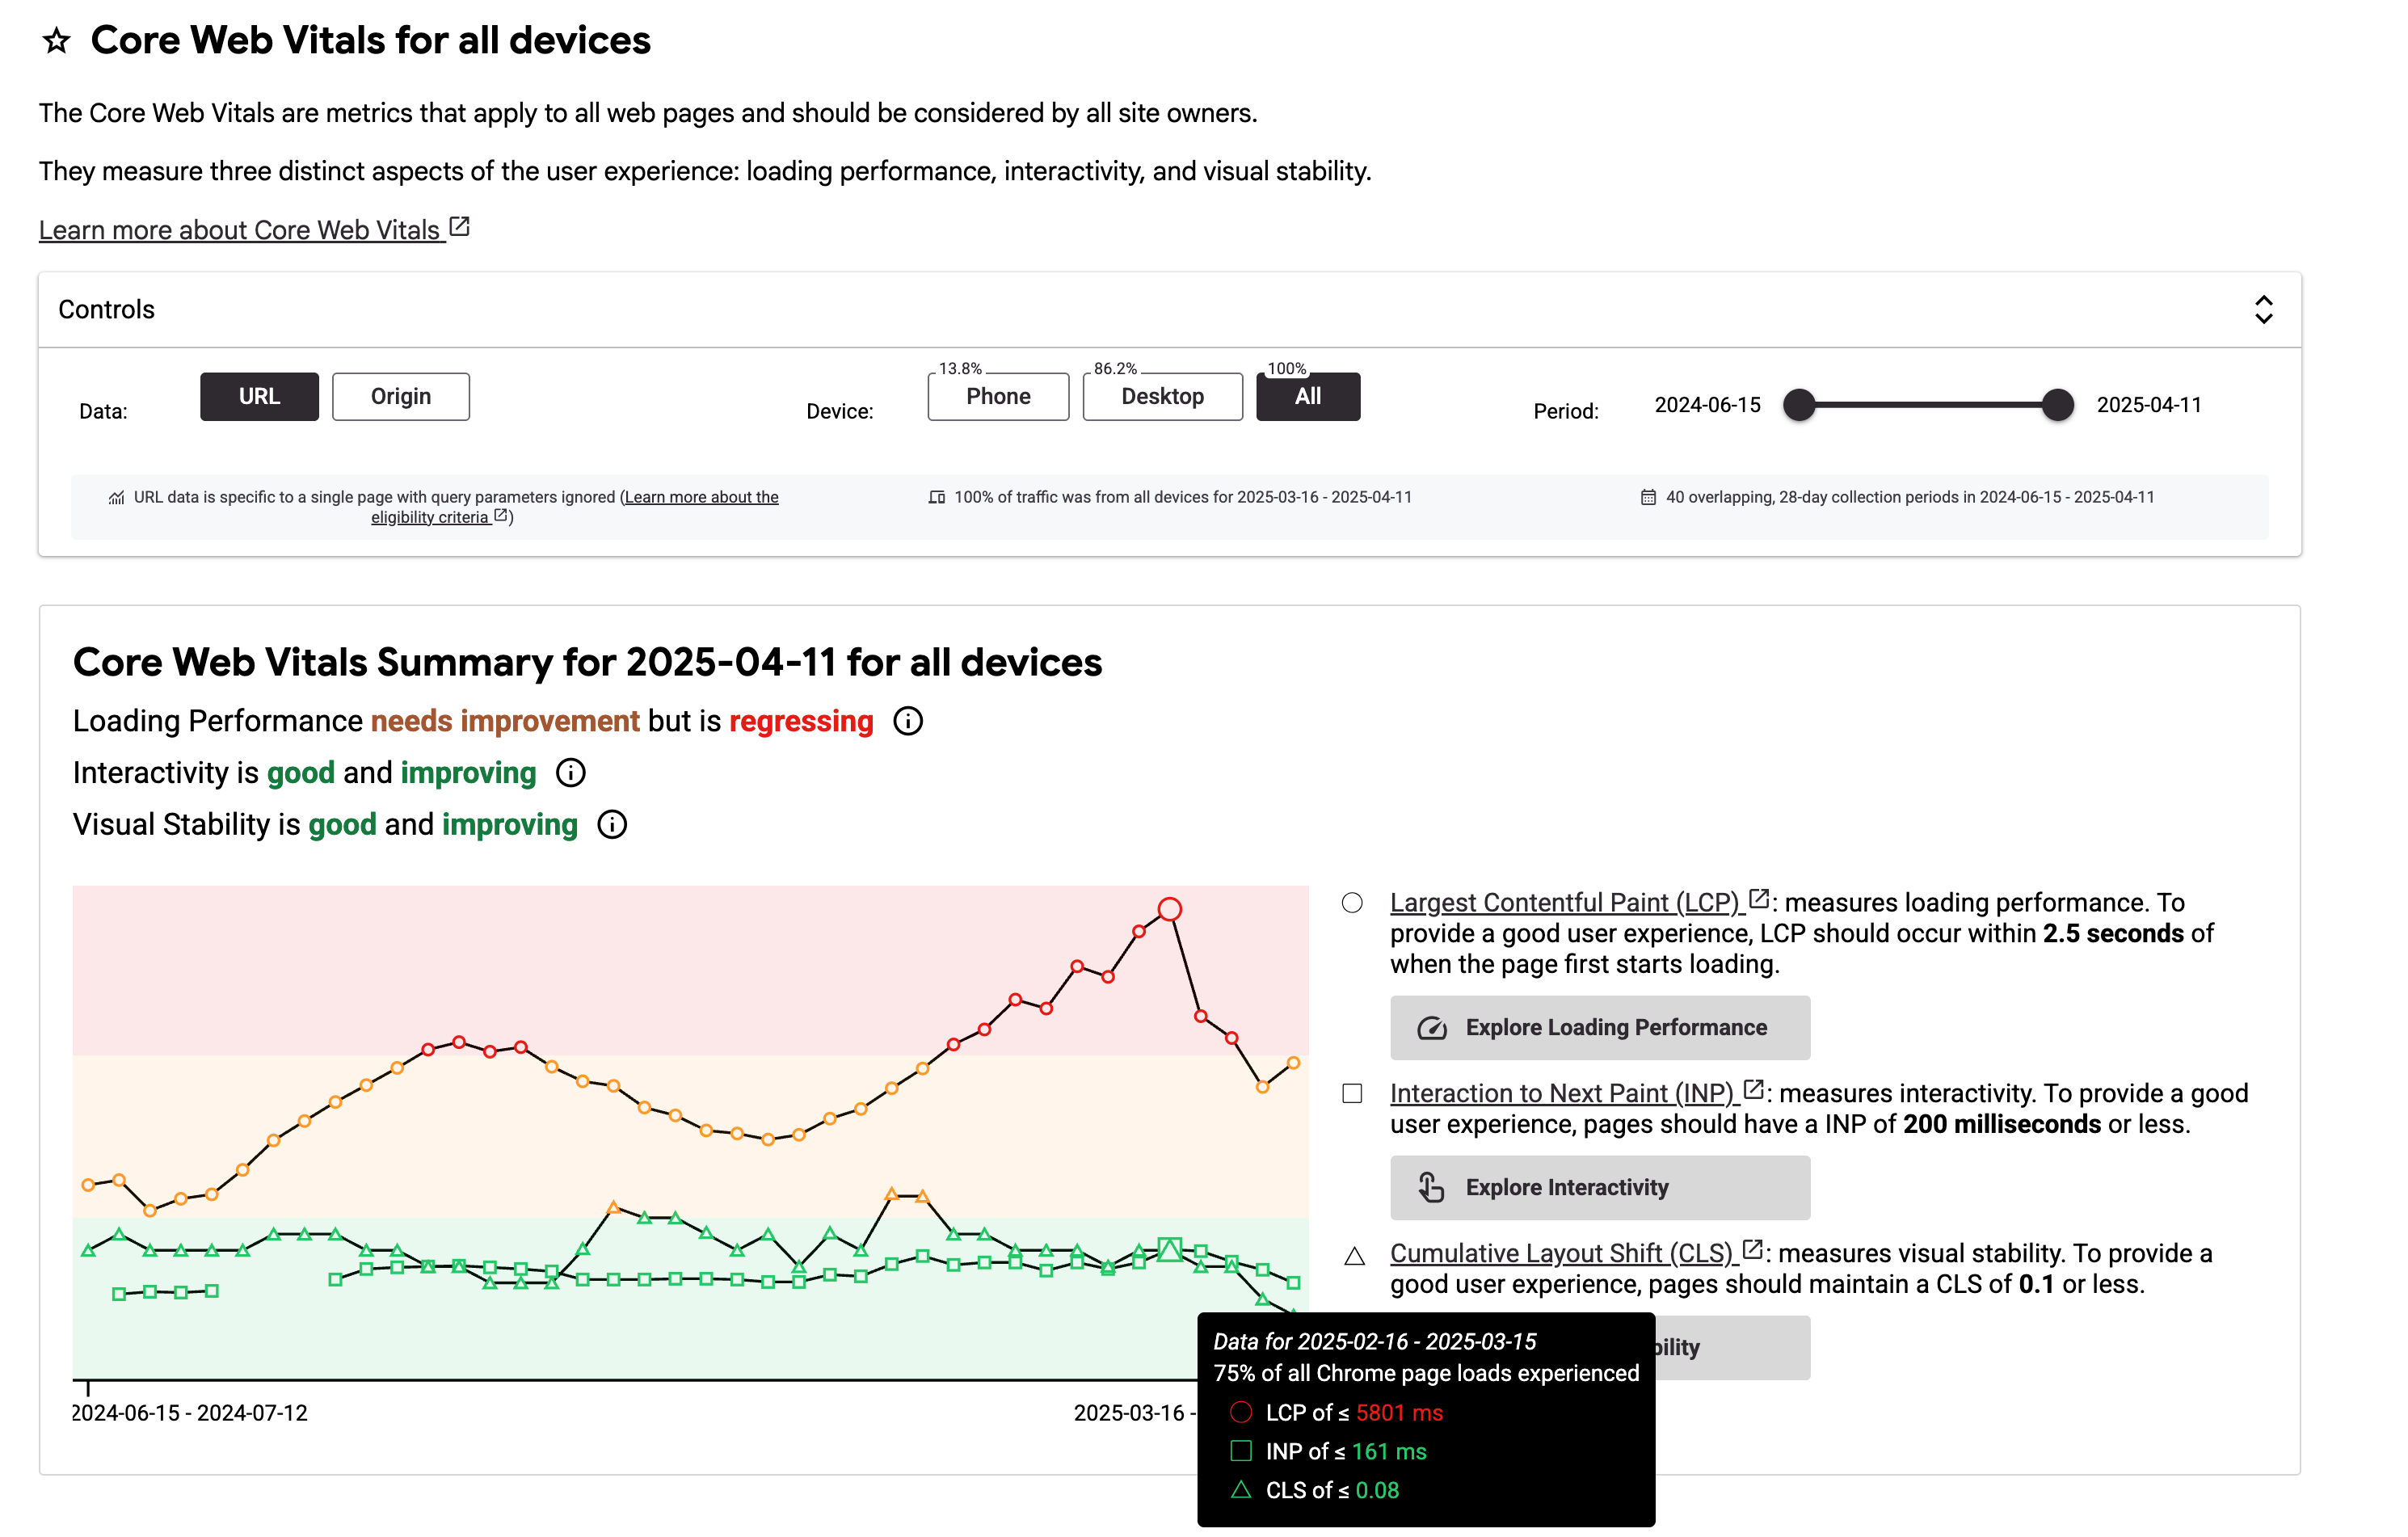 Core Web Vitals for all devices
The Core Web Vitals are metrics that apply to all web pages and should be considered by all site owners.
They measure three distinct aspects of the user experience: loading performance, interactivity, and visual stability.
Learn more about Core Web Vitals
Controls
Data:
URL
Origin
Device:
13.8%
Phone
86.2%
Desktop
100%
All
Period:
2024-06-15
2025-04-11
URL data is specific to a single page with query parameters ignored (Learn more about the
eligibility criteria )
100% of traffic was from all devices for 2025-03-16 - 2025-04-11
40 overlapping, 28-day collection periods in 2024-06-15 - 2025-04-11
Core Web Vitals Summary for 2025-04-11 for all devices
Loading Performance needs improvement but is regressing
Interactivity is good and improving
Visual Stability is good and improving
Largest Contentful Paint (LCP) : measures loading performance. To
provide a good user experience, LCP should occur within 2.5 seconds of
when the page first starts loading.
Explore Loading Performance
Interaction to Next Paint (INP) : measures interactivity. To provide a good
user experience, pages should have a INP of 200 milliseconds or less.
Explore Interactivity
Cumulative Layout Shift (CLS) : measures visual stability. To provide a
good user experience, pages should maintain a CLS of 0.1 or less.
bility
2024-06-15 - 2024-07-12
2025-03-16 -
Data for 2025-02-16 - 2025-03-15
75% of all Chrome page loads experienced
LCP of ≤ 5801 ms
INP of ≤ 161 ms
CLS of ≤ 0.08